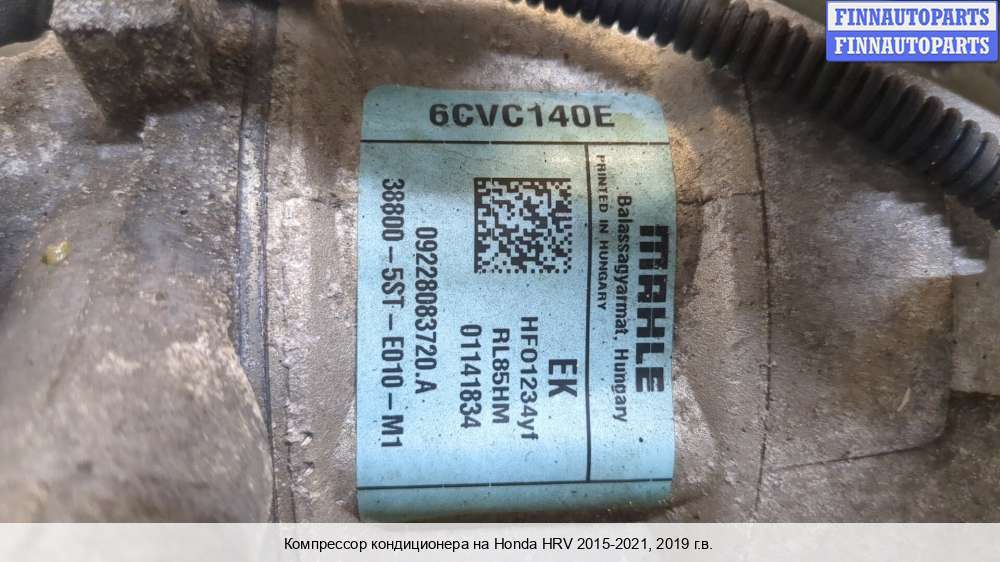 FINNAUTOPARTS
FINNAUTOPARTS
6CVC140E
MAHLE
Balassagyarmat, Hungary
PRINTED IN HUNGARY
EK
HFO1234yf
RL85HM
01141834
09228083720.A
38800-5ST-E010-M1
Компрессор кондиционера на Honda HRV 2015-2021, 2019 г.в.